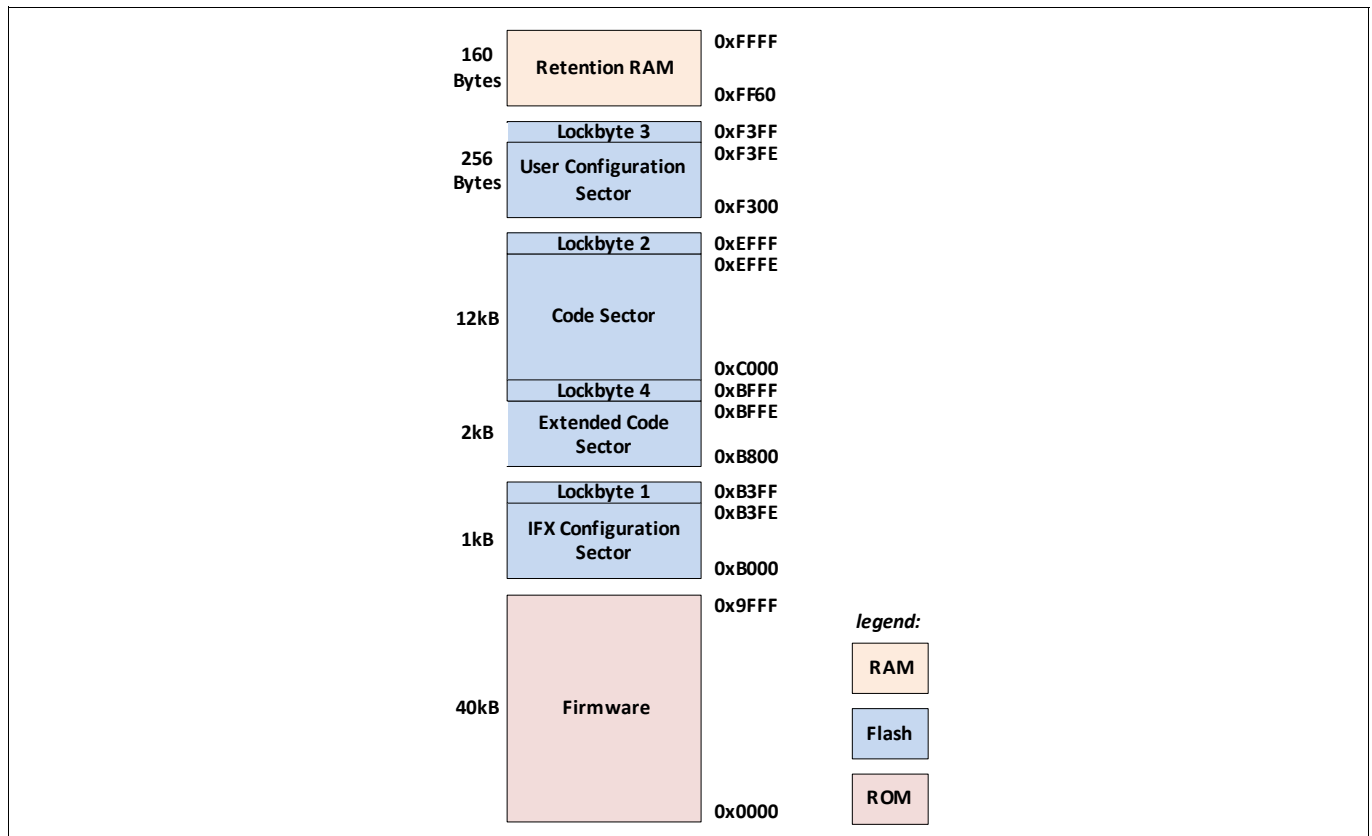 160
Bytes
Retention RAM
0xFFFF
0xFF60
Lockbyte 3
0xF3FF
256
Bytes
User Configuration
Sector
0xF3FE
0xF300
Lockbyte 2
0xEFFF
0xEFFE
12kB
Code Sector
0xC000
Lockbyte 4
0xBFFF
0xBFFE
2kB
Extended Code
Sector
0xB800
Lockbyte 1
0xB3FF
0xB3FE
1kB
IFX Configuration
Sector
0xB000
0x9FFF
40kB
Firmware
0x0000
legend:
RAM
Flash
ROM